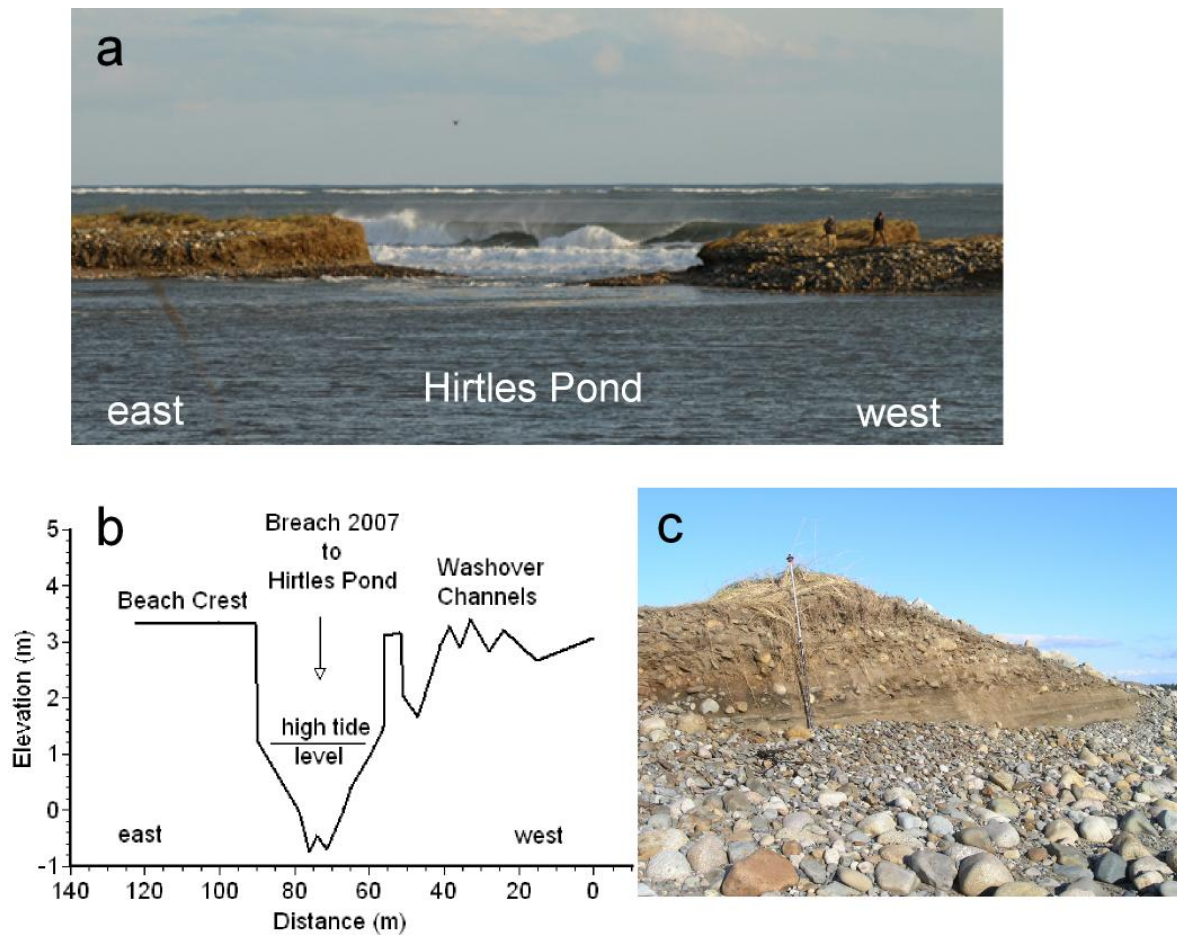 a
Hirtles Pond
east
west
b
Breach 2007
to
Hirtles Pond
Washover
Channels
Beach Crest
high tide
level
east
west
5
4
3
2
1
0
-1
Elevation (m)
140
120
100
80
60
40
20
0
Distance (m)
c